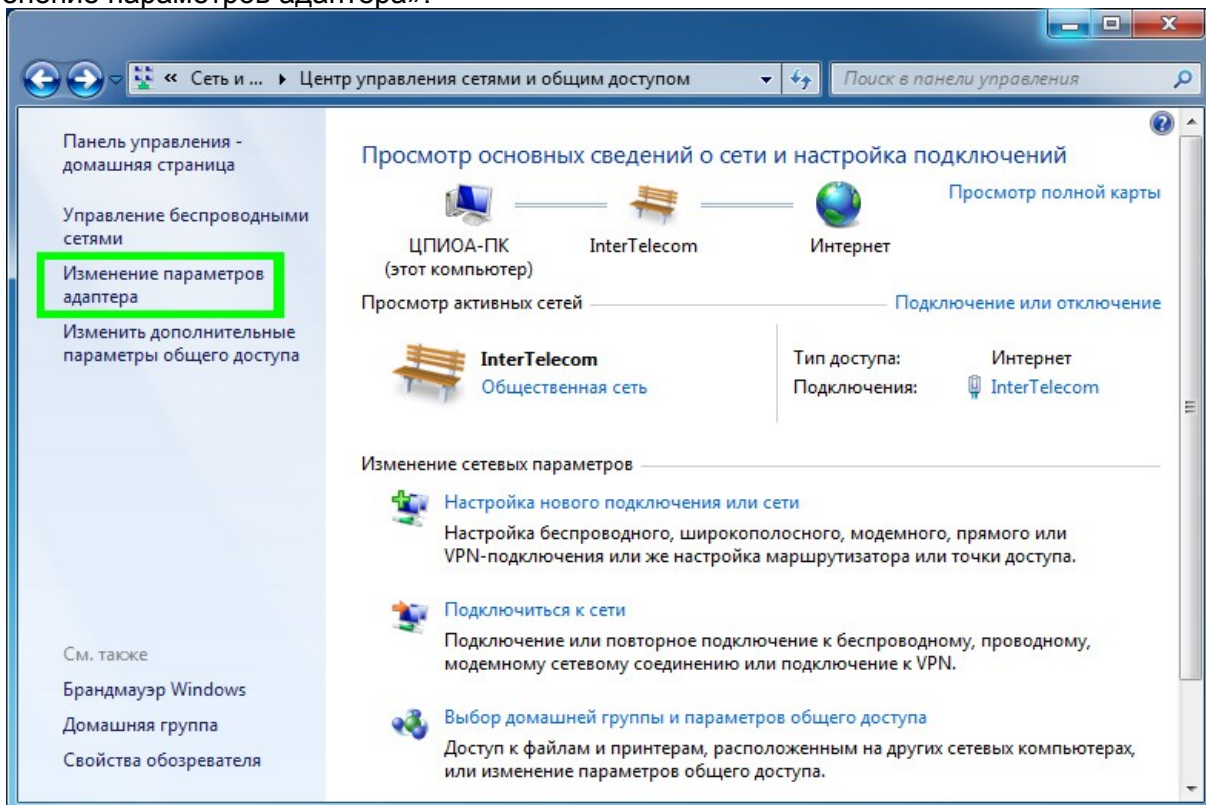 параметров адаптера».
« Сеть и ... ▸ Центр управления сетями и общим доступом
Поиск в панели управления
Панель управления -
домашняя страница
Управление беспроводными
сетями
Изменение параметров
адаптера
Изменить дополнительные
параметры общего доступа
См. также
Брандмауэр Windows
Домашняя группа
Свойства обозревателя
Просмотр основных сведений о сети и настройка подключений
Просмотр полной карты
ЦПИОА-ПК
(этот компьютер)
InterTelecom
Интернет
Просмотр активных сетей
Подключение или отключение
InterTelecom
Общественная сеть
Тип доступа: Интернет
Подключения: InterTelecom
Изменение сетевых параметров
Настройка нового подключения или сети
Настройка беспроводного, широкополосного, модемного, прямого или
VPN-подключения или же настройка маршрутизатора или точки доступа.
Подключиться к сети
Подключение или повторное подключение к беспроводному, проводному,
модемному сетевому соединению или подключение к VPN.
Выбор домашней группы и параметров общего доступа
Доступ к файлам и принтерам, расположенным на других сетевых компьютерах,
или изменение параметров общего доступа.